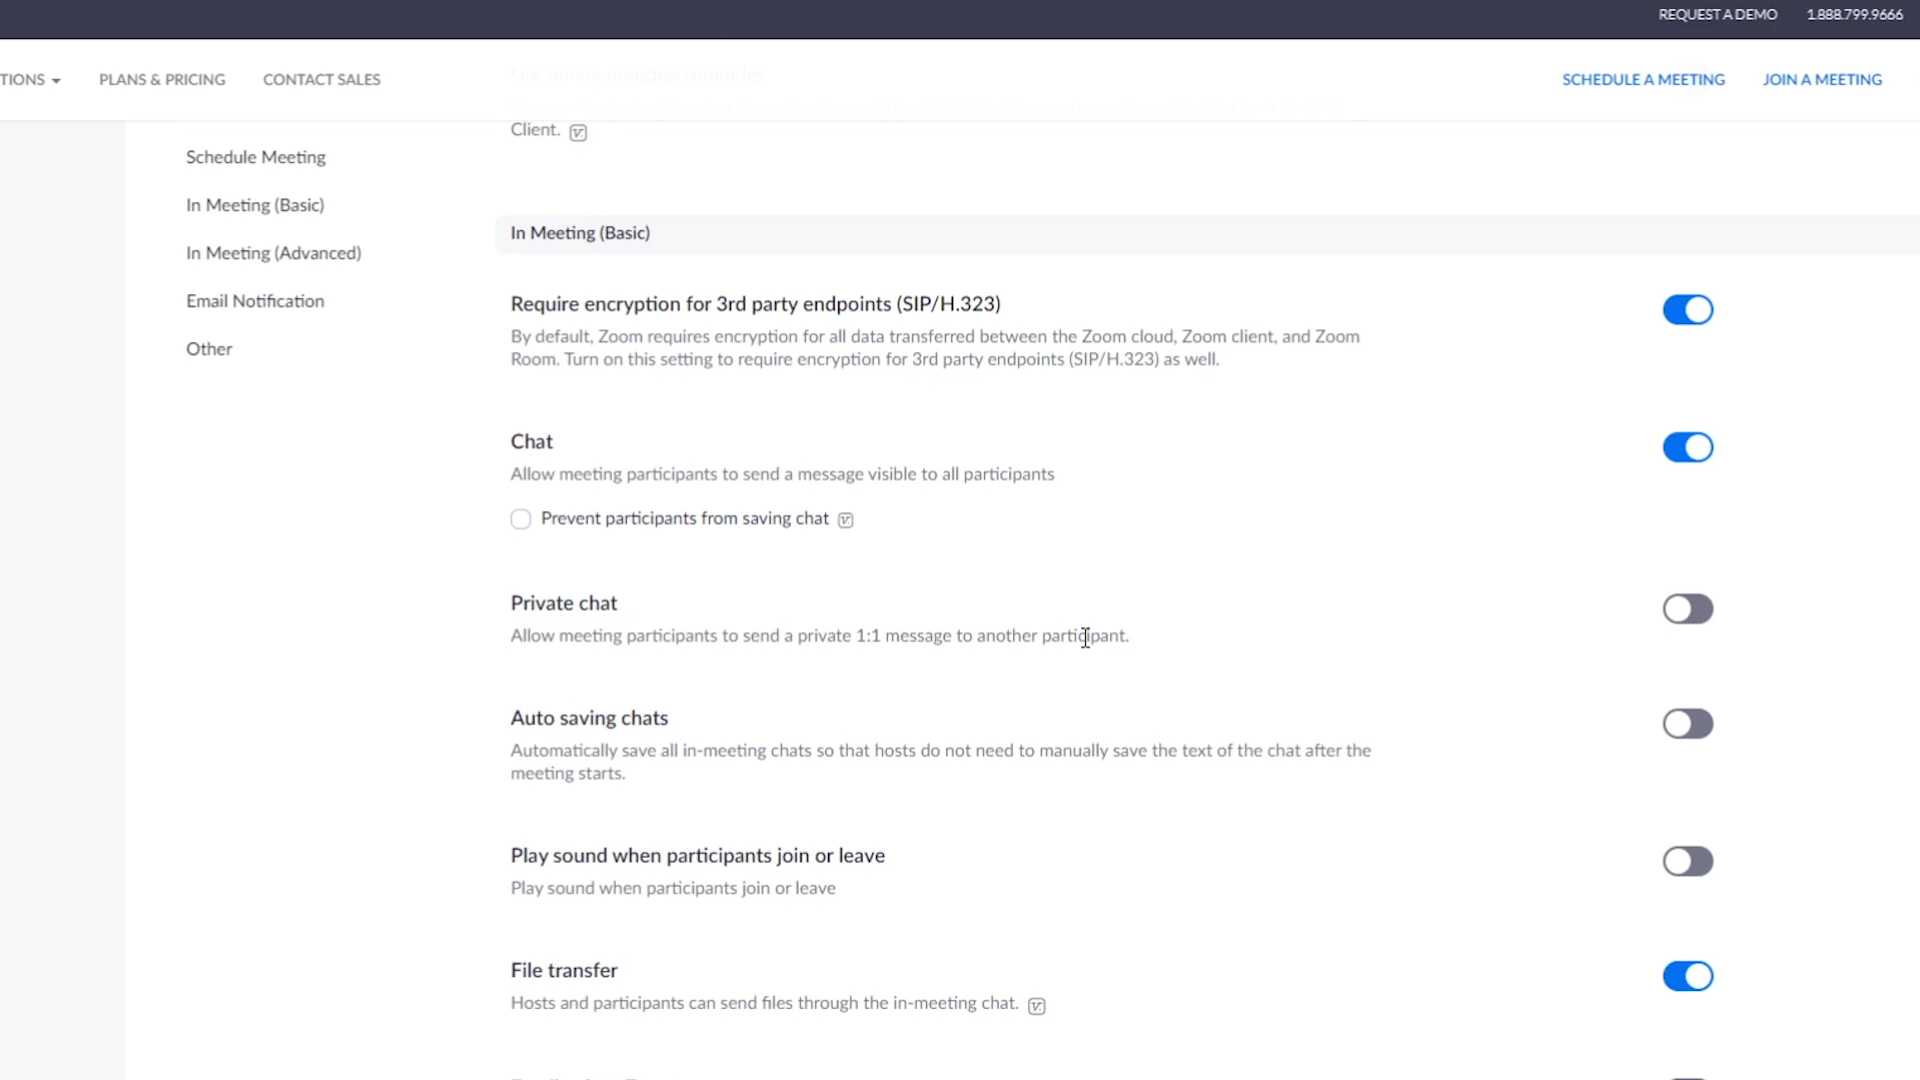 REQUEST A DEMO 1.888.799.9666
TIONS PLANS & PRICING CONTACT SALES SCHEDULE A MEETING JOIN A MEETING
Upcoming meeting reminder
Client.
Schedule Meeting
In Meeting (Basic)
In Meeting (Advanced)
Email Notification
Other
In Meeting (Basic)
Require encryption for 3rd party endpoints (SIP/H.323)
By default, Zoom requires encryption for all data transferred between the Zoom cloud, Zoom client, and Zoom
Room. Turn on this setting to require encryption for 3rd party endpoints (SIP/H.323) as well.
Chat
Allow meeting participants to send a message visible to all participants
Prevent participants from saving chat
Private chat
Allow meeting participants to send a private 1:1 message to another participant.
Auto saving chats
Automatically save all in-meeting chats so that hosts do not need to manually save the text of the chat after the
meeting starts.
Play sound when participants join or leave
Play sound when participants join or leave
File transfer
Hosts and participants can send files through the in-meeting chat.